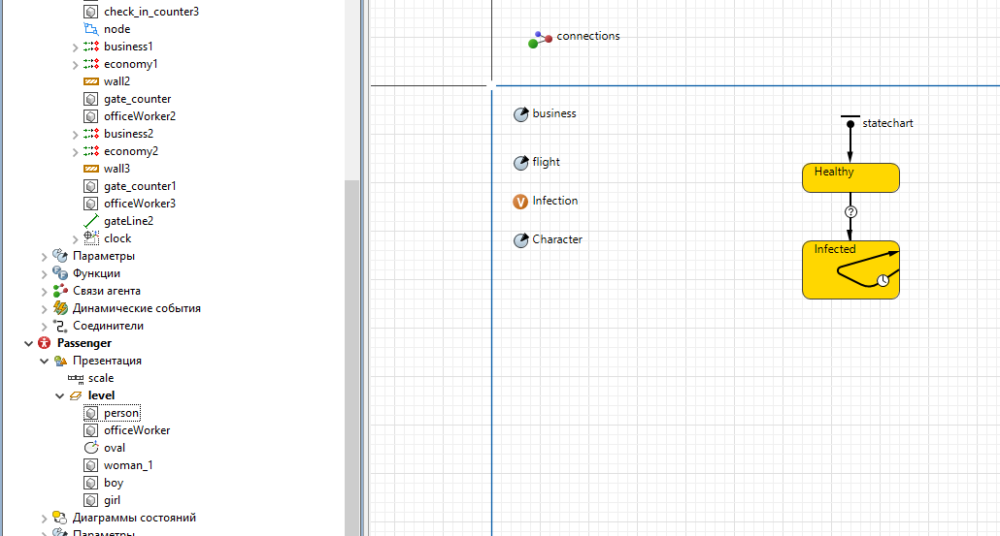 check_in_counter3
node
business1
economy1
wall2
gate_counter
officeWorker2
business2
economy2
wall3
gate_counter1
officeWorker3
gateLine2
clock
Параметры
Функции
Связи агента
Динамические события
Соединители
Passenger
Презентация
scale
level
person
officeWorker
oval
woman_1
boy
girl
Диаграммы состояний
Параметры
connections
business
flight
V
Infection
Character
statechart
Healthy
?
Infected